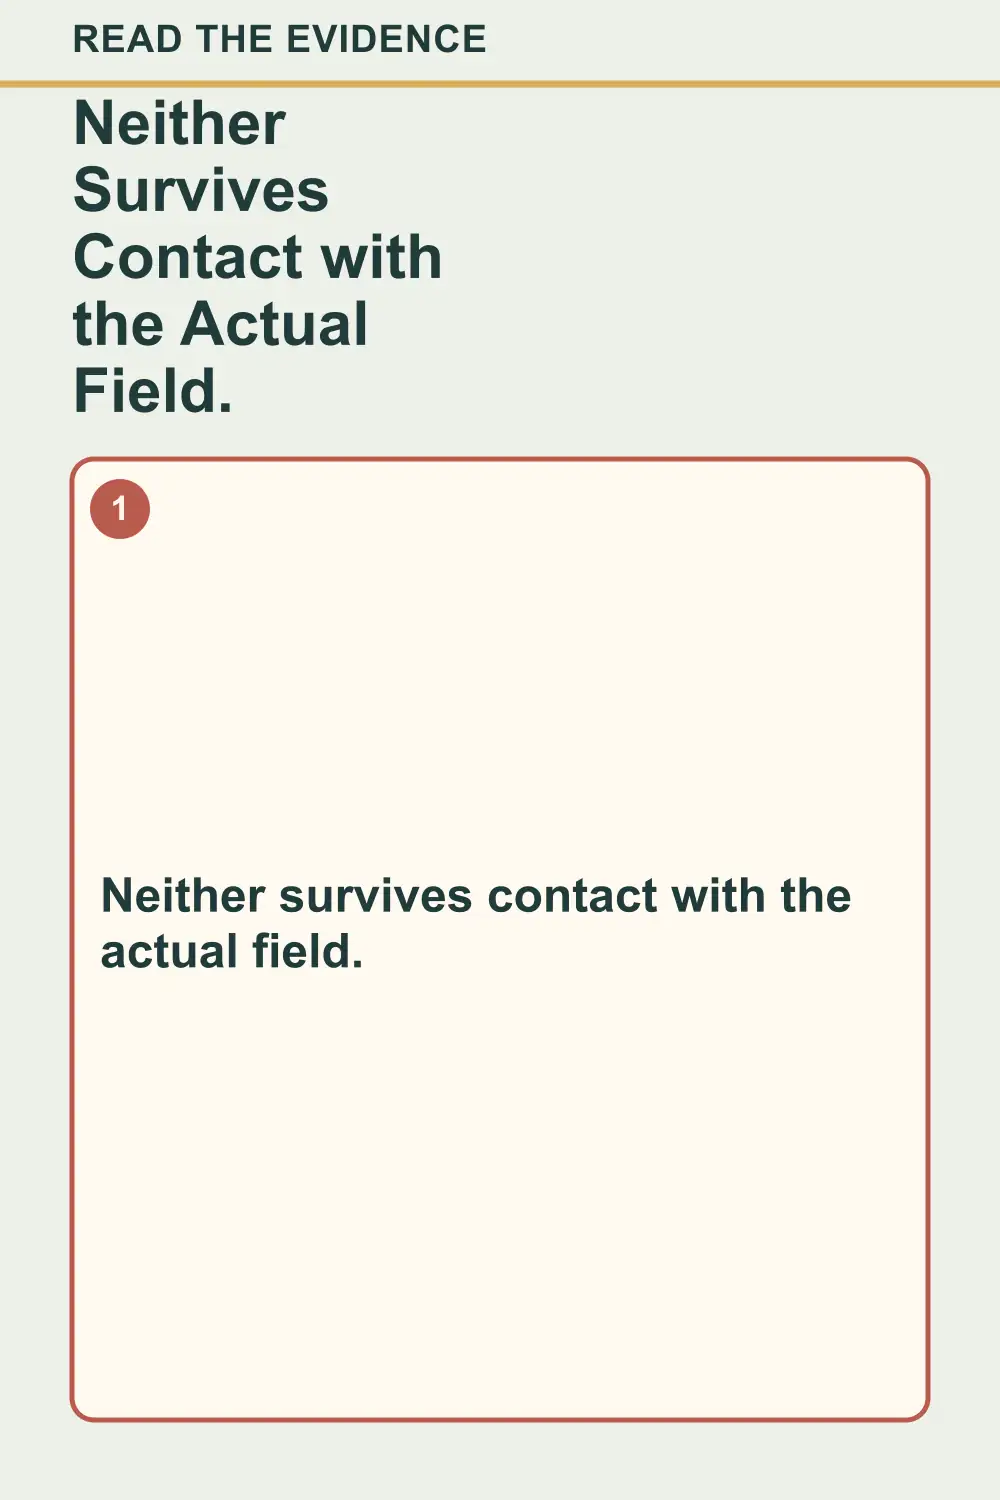 READ THE EVIDENCE
Neither
Survives
Contact with
the Actual
Field.
1
Neither survives contact with the
actual field.